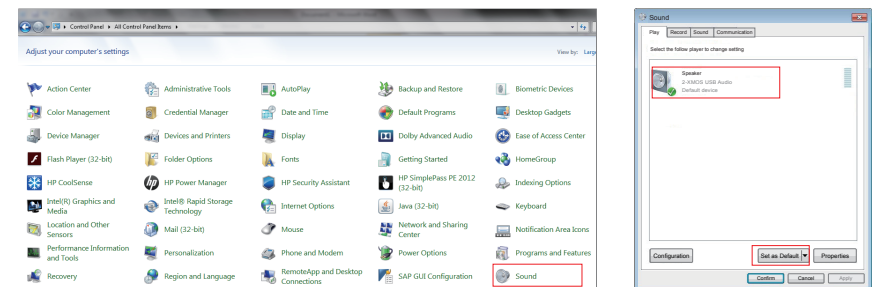 Control Panel ▸ All Control Panel Items ▸
Adjust your computer's settings
View by: Large
Action Center
Administrative Tools
AutoPlay
Backup and Restore
Biometric Devices
Color Management
Credential Manager
Date and Time
Default Programs
Desktop Gadgets
Device Manager
Devices and Printers
Display
Dolby Advanced Audio
Ease of Access Center
Flash Player (32-bit)
Folder Options
Fonts
Getting Started
HomeGroup
HP CoolSense
HP Power Manager
HP Security Assistant
HP SimplePass PE 2012
(32-bit)
Indexing Options
Intel(R) Graphics and
Media
Intel® Rapid Storage
Technology
Internet Options
Java (32-bit)
Keyboard
Location and Other
Sensors
Mail (32-bit)
Mouse
Network and Sharing
Center
Notification Area Icons
Performance Information
and Tools
Personalization
Phone and Modem
Power Options
Programs and Features
Recovery
Region and Language
RemoteApp and Desktop
Connections
SAP GUI Configuration
Sound
Sound
Play Record Sound Communication
Select the follow player to change setting
Speaker
2-XMOS USB Audio
Default device
Configuration Set as Default Properties
Confirm Cancel Apply